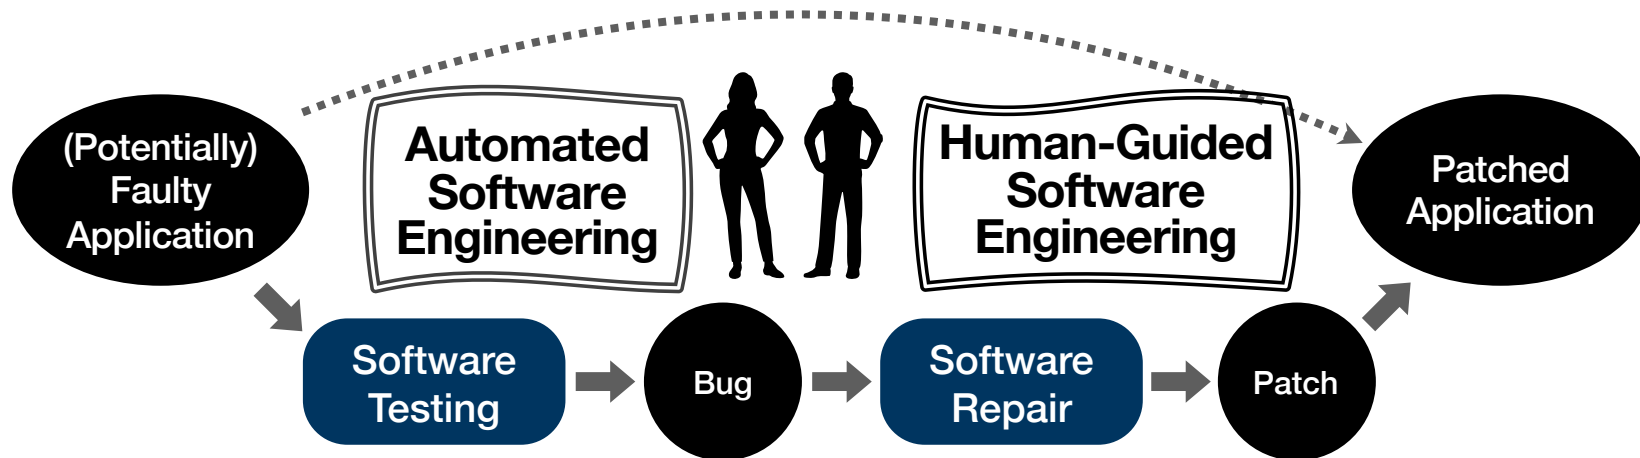 (Potentially)
Faulty
Application
Automated
Software
Engineering
Human-Guided
Software
Engineering
Patched
Application
Software
Testing
Bug
Software
Repair
Patch